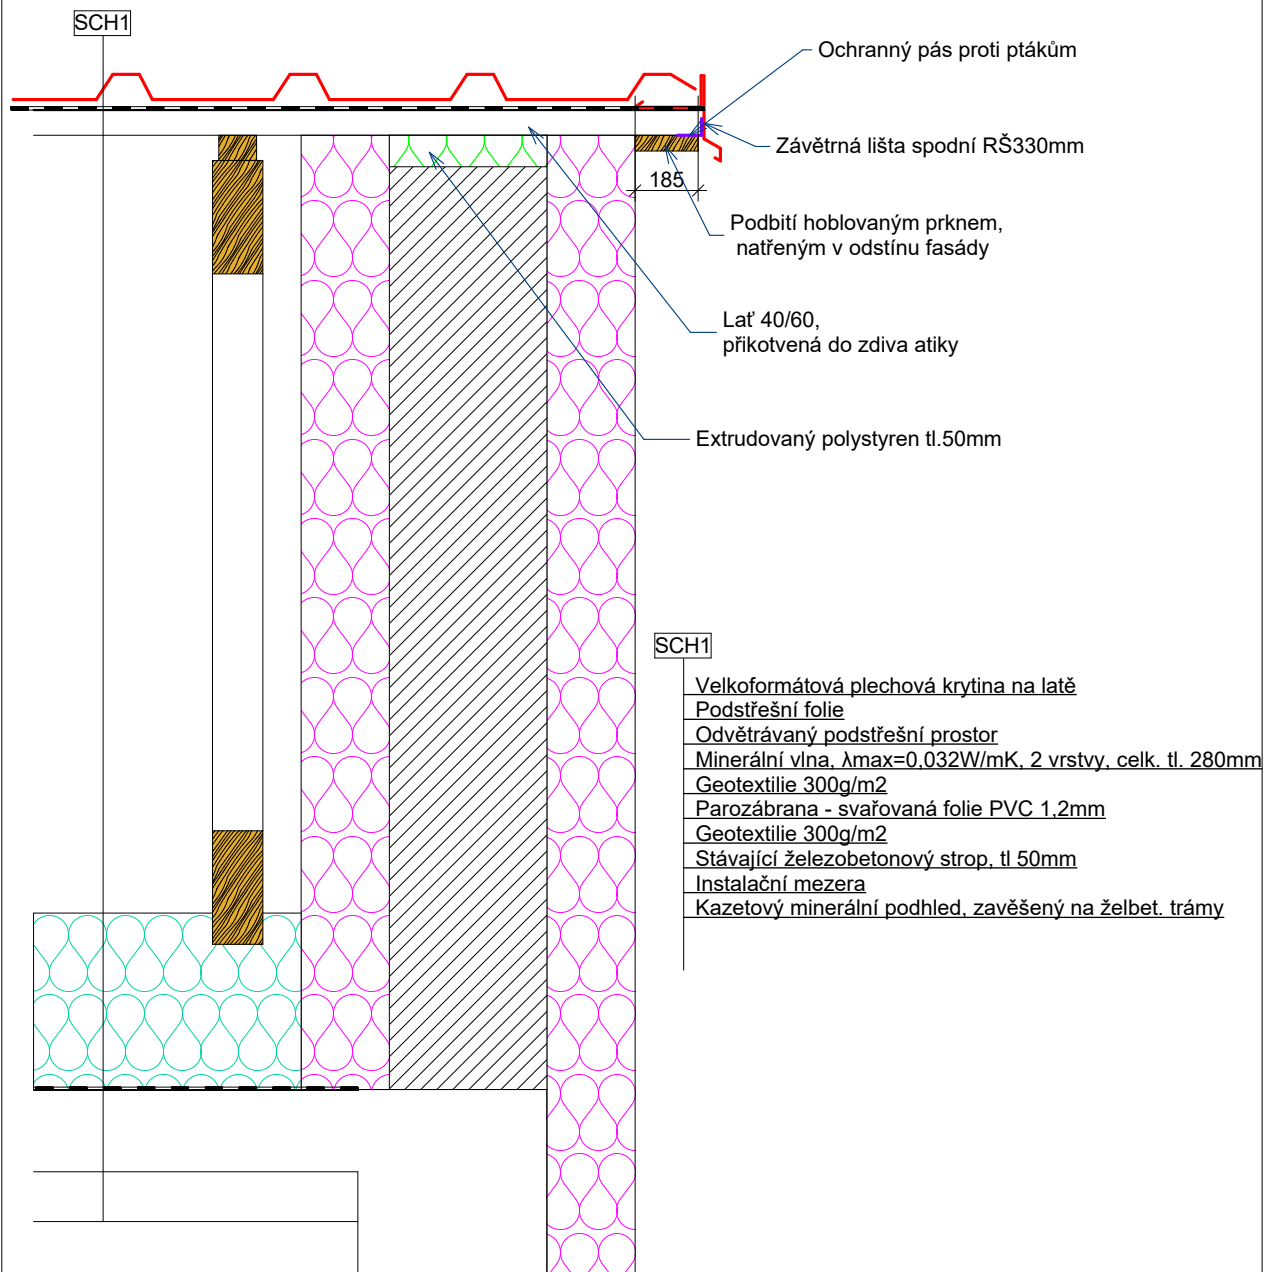 SCH1
Ochranný pás proti ptákům
Závětrná lišta spodní RŠ330mm
185
Podbití hoblovaným prknem,
natřeným v odstínu fasády
Lať 40/60,
přikotvená do zdiva atiky
Extrudovaný polystyren tl.50mm
SCH1
Velkoformátová plechová krytina na latě
Podstřešní folie
Odvětrávaný podstřešní prostor
Minerální vlna, λmax=0,032W/mK, 2 vrstvy, celk. tl. 280mm
Geotextilie 300g/m2
Parozábrana - svařovaná folie PVC 1,2mm
Geotextilie 300g/m2
Stávající železobetonový strop, tl 50mm
Instalační mezera
Kazetový minerální podhled, zavěšený na želbet. trámy